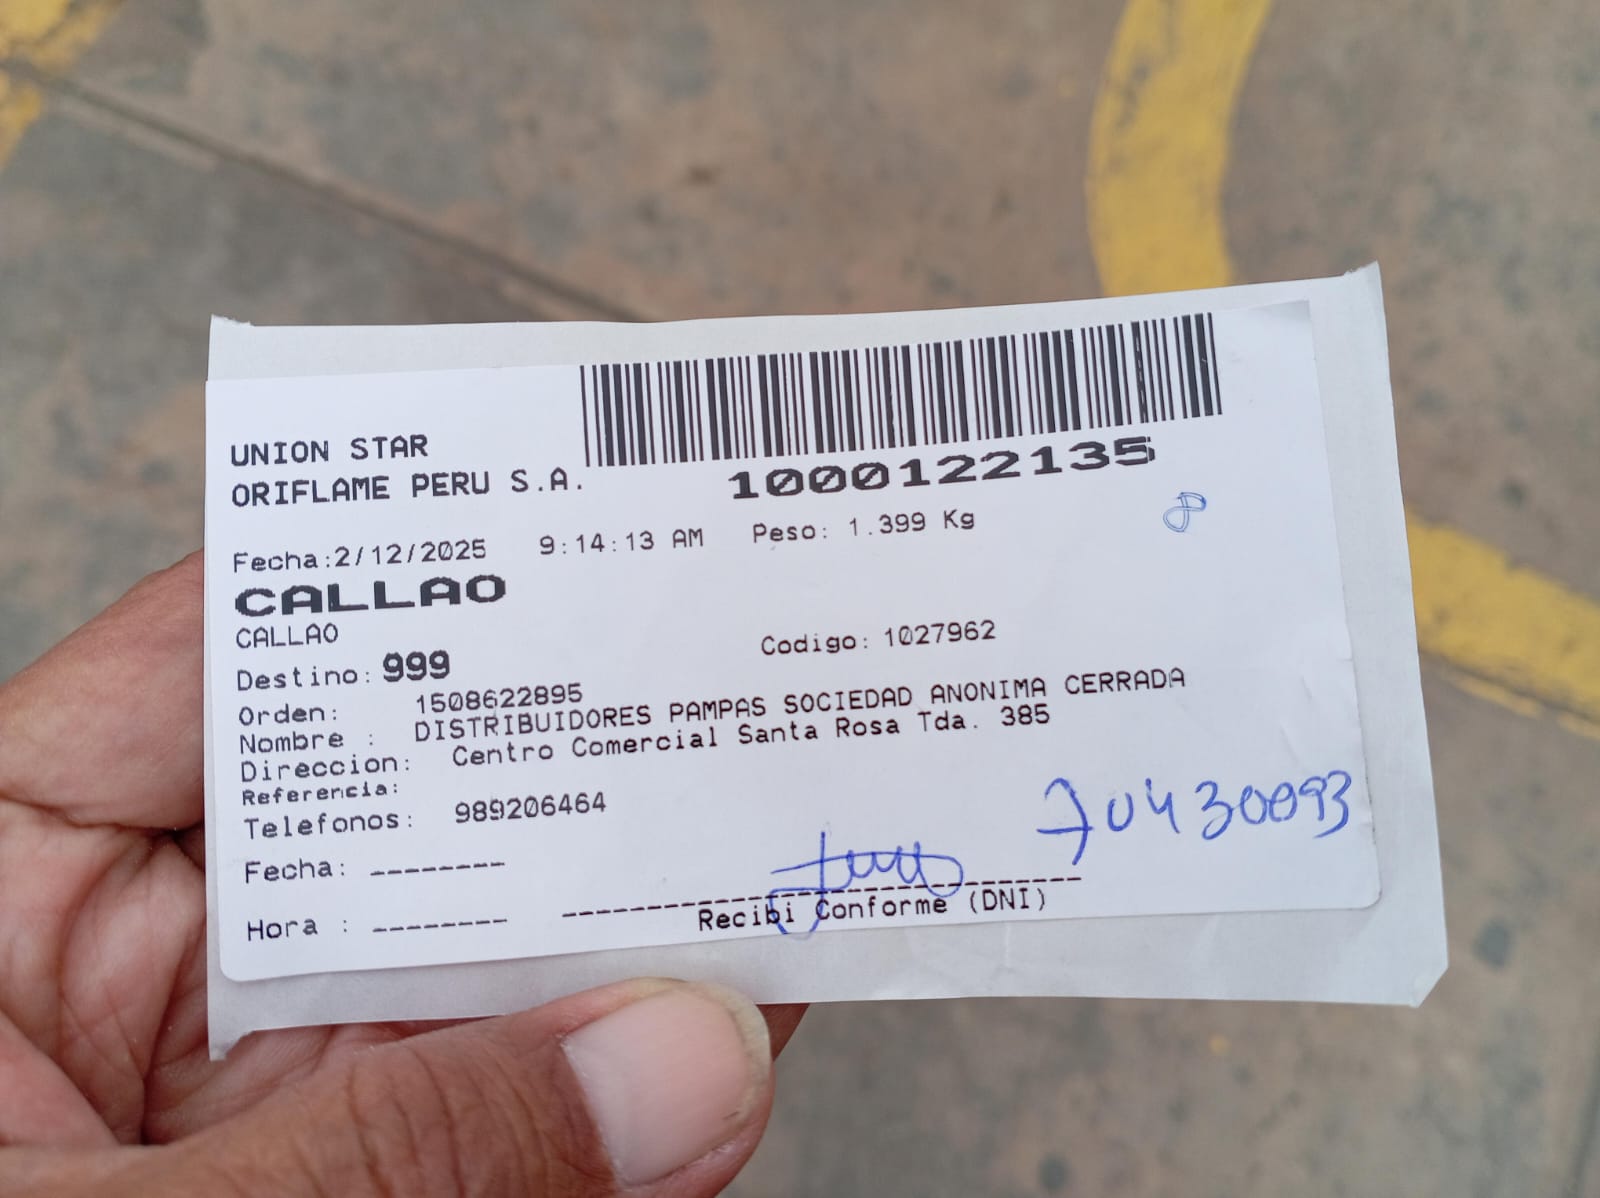 UNION STAR
ORIFLAME PERU S.A.
1000122135
8
Fecha:2/12/2025 9:14:13 AM Peso: 1.399 Kg
CALLAO
CALLAO
Destino: 999 Codigo: 1027962
Orden: 1508622895
Nombre : DISTRIBUIDORES PAMPAS SOCIEDAD ANONIMA CERRADA
Direccion: Centro Comercial Santa Rosa Tda. 385
Referencia:
Telefonos: 989206464
70430093
Fecha: --------
Hora : --------
Recibi Conforme (DNI)